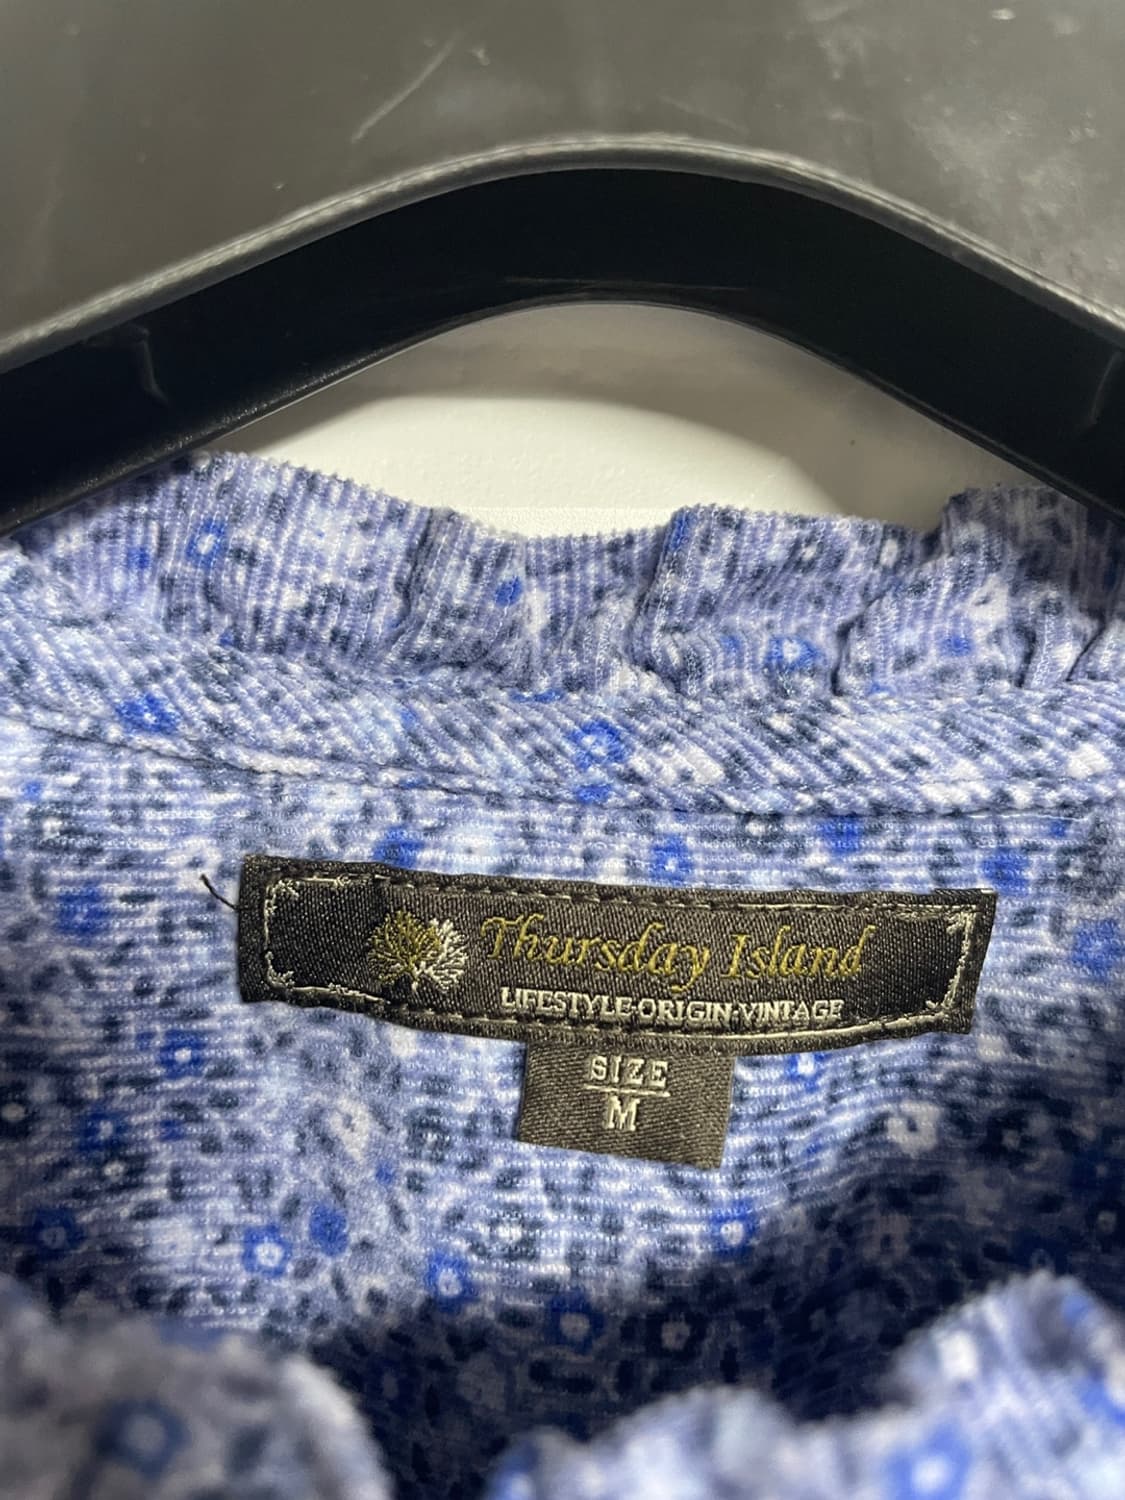 Thursday Island
LIFESTYLE·ORIGIN·VINTAGE
SIZE
M